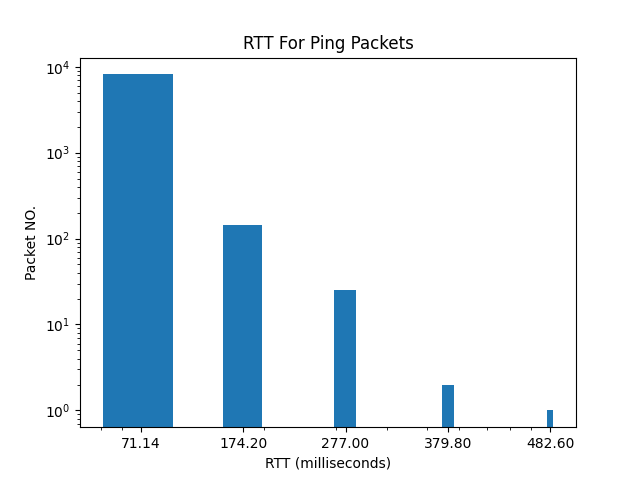 RTT For Ping Packets
Packet NO.
10⁴
10³
10²
10¹
10⁰
71.14 174.20 277.00 379.80 482.60
RTT (milliseconds)